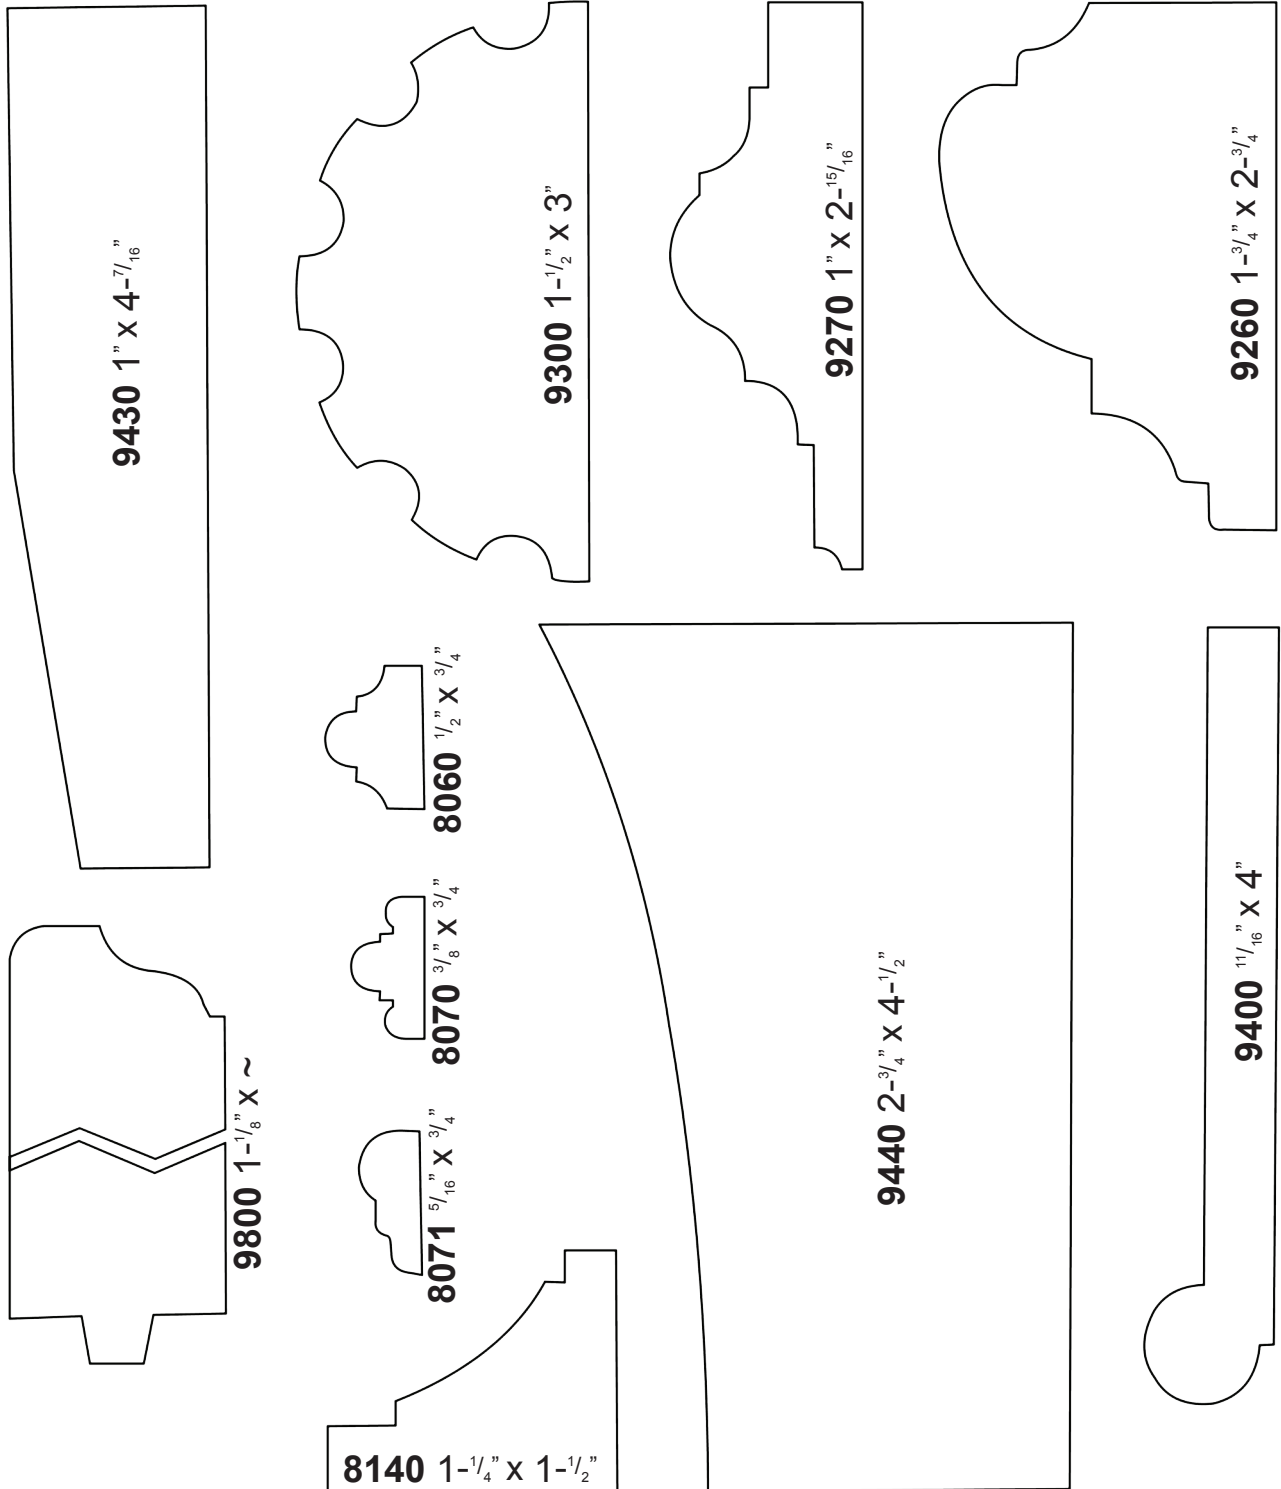 9430 1” x 4-7/16”
9300 1-1/2” x 3”
9270 1” x 2-15/16”
9260 1-3/4” x 2-3/4”
8060 1/2” x 3/4”
8070 3/8” x 3/4”
8071 5/16” x 3/4”
9800 1-1/8” x ~
9440 2-3/4” x 4-1/2”
9400 11/16” x 4”
8140 1-1/4” x 1-1/2”